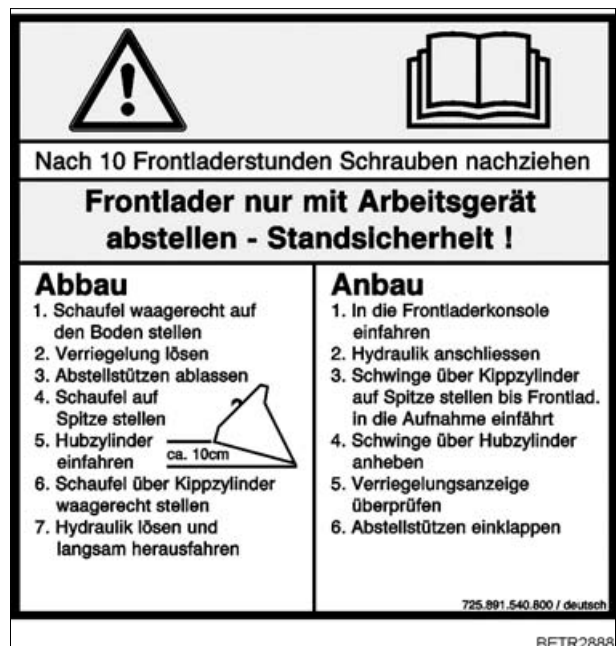 Nach 10 Frontladerstunden Schrauben nachziehen
Frontlader nur mit Arbeitsgerät
abstellen - Standsicherheit !
Abbau
1. Schaufel waagerecht auf
den Boden stellen
2. Verriegelung lösen
3. Abstellstützen ablassen
4. Schaufel auf
Spitze stellen
5. Hubzylinder
einfahren
ca. 10cm
6. Schaufel über Kippzylinder
waagerecht stellen
7. Hydraulik lösen und
langsam herausfahren
Anbau
1. In die Frontladerkonsole
einfahren
2. Hydraulik anschliessen
3. Schwinge über Kippzylinder
auf Spitze stellen bis Frontlad.
in die Aufnahme einfährt
4. Schwinge über Hubzylinder
anheben
5. Verriegelungsanzeige
überprüfen
6. Abstellstützen einklappen
725.891.540.800 / deutsch
BETR2888